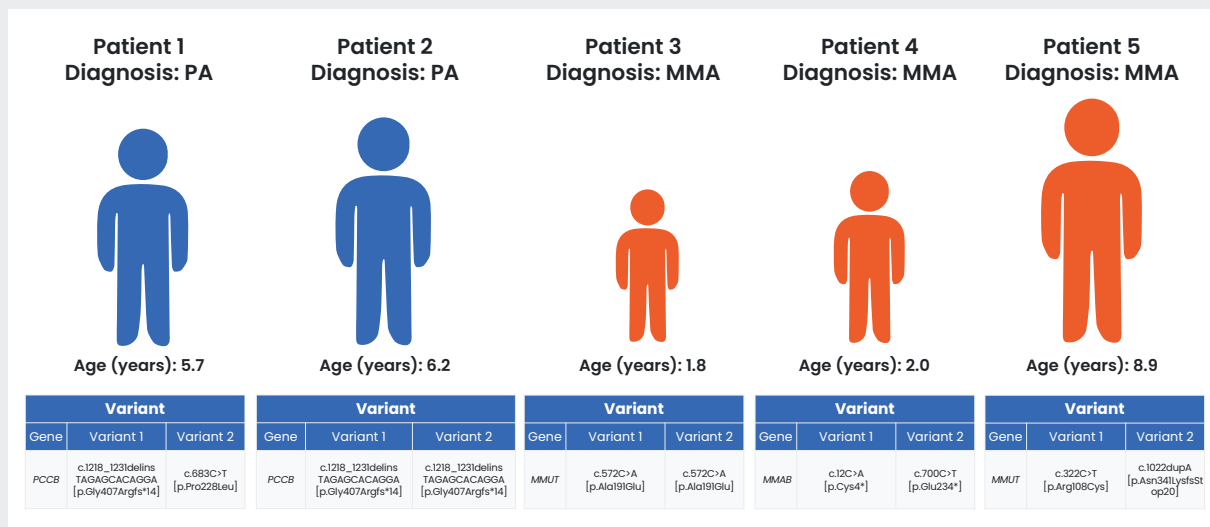 Patient 1
Diagnosis: PA
Patient 2
Diagnosis: PA
Patient 3
Diagnosis: MMA
Patient 4
Diagnosis: MMA
Patient 5
Diagnosis: MMA
Age (years): 5.7
Age (years): 6.2
Age (years): 1.8
Age (years): 2.0
Age (years): 8.9
Variant
Gene Variant 1 Variant 2
PCCB
c.1218_1231delins
TAGAGCACAGGA
[p.Gly407Argfs*14]
c.683C>T
[p.Pro228Leu]
Variant
Gene Variant 1 Variant 2
PCCB
c.1218_1231delins
TAGAGCACAGGA
[p.Gly407Argfs*14]
c.1218_1231delins
TAGAGCACAGGA
[p.Gly407Argfs*14]
Variant
Gene Variant 1 Variant 2
MMUT
c.572C>A
[p.Ala191Glu]
c.572C>A
[p.Ala191Glu]
Variant
Gene Variant 1 Variant 2
MMAB
c.12C>A
[p.Cys4*]
c.700C>T
[p.Glu234*]
Variant
Gene Variant 1 Variant 2
MMUT
c.322C>T
[p.Arg108Cys]
c.1022dupA
[p.Asn341LysfsSt
op20]